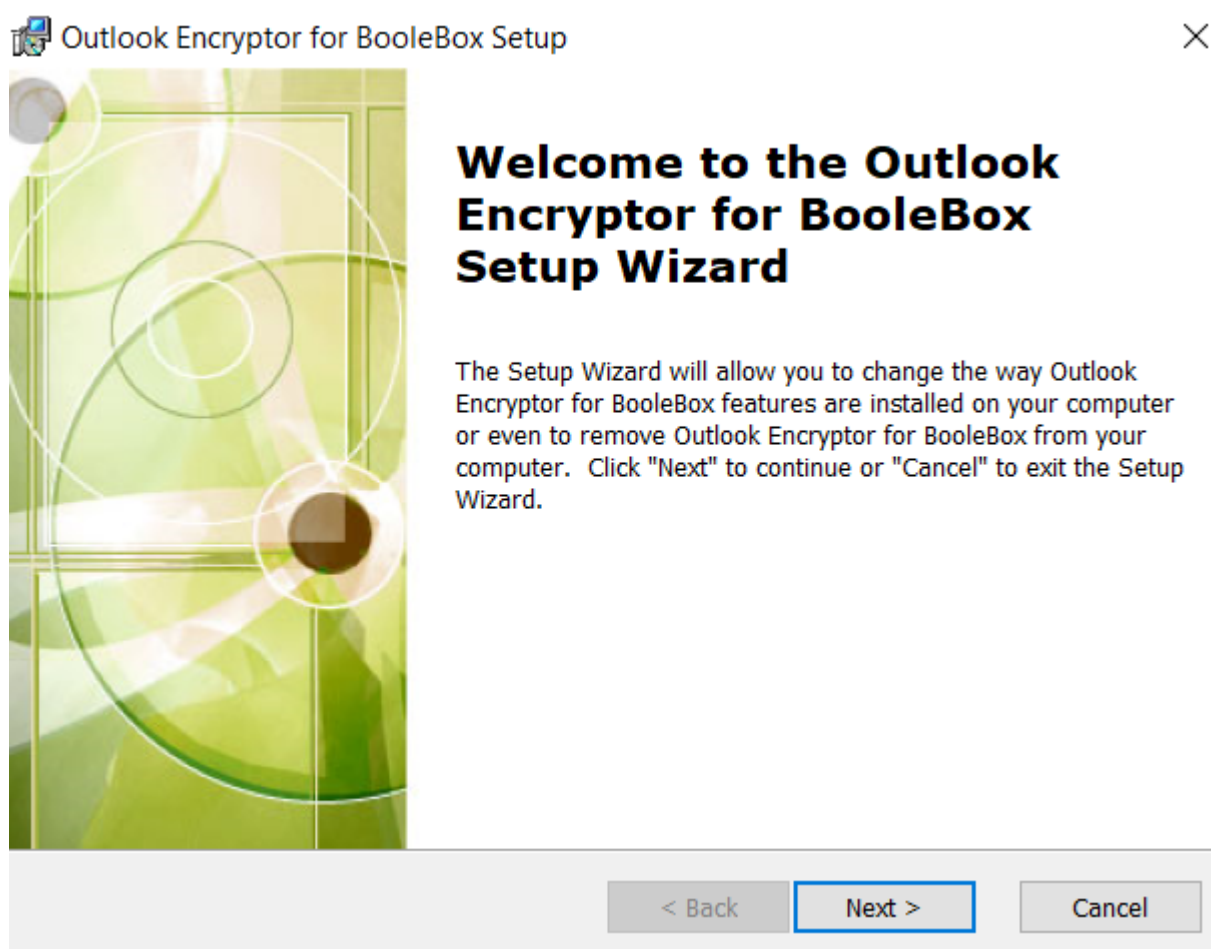 Outlook Encryptor for BooleBox Setup
Welcome to the Outlook
Encryptor for BooleBox
Setup Wizard
The Setup Wizard will allow you to change the way Outlook
Encryptor for BooleBox features are installed on your computer
or even to remove Outlook Encryptor for BooleBox from your
computer.  Click "Next" to continue or "Cancel" to exit the Setup
Wizard.
< Back
Next >
Cancel